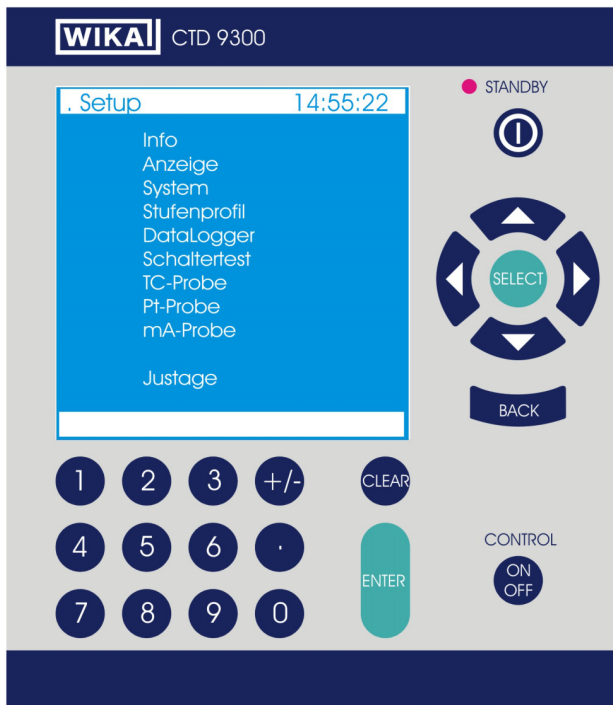 WIKAI CTD 9300
STANDBY
. Setup 14:55:22
Info
Anzeige
System
Stufenprofil
DataLogger
Schaltertest
TC-Probe
Pt-Probe
mA-Probe
Justage
SELECT
BACK
1 2 3 +/- CLEAR
4 5 6 . ENTER
7 8 9 0
CONTROL
ON
OFF